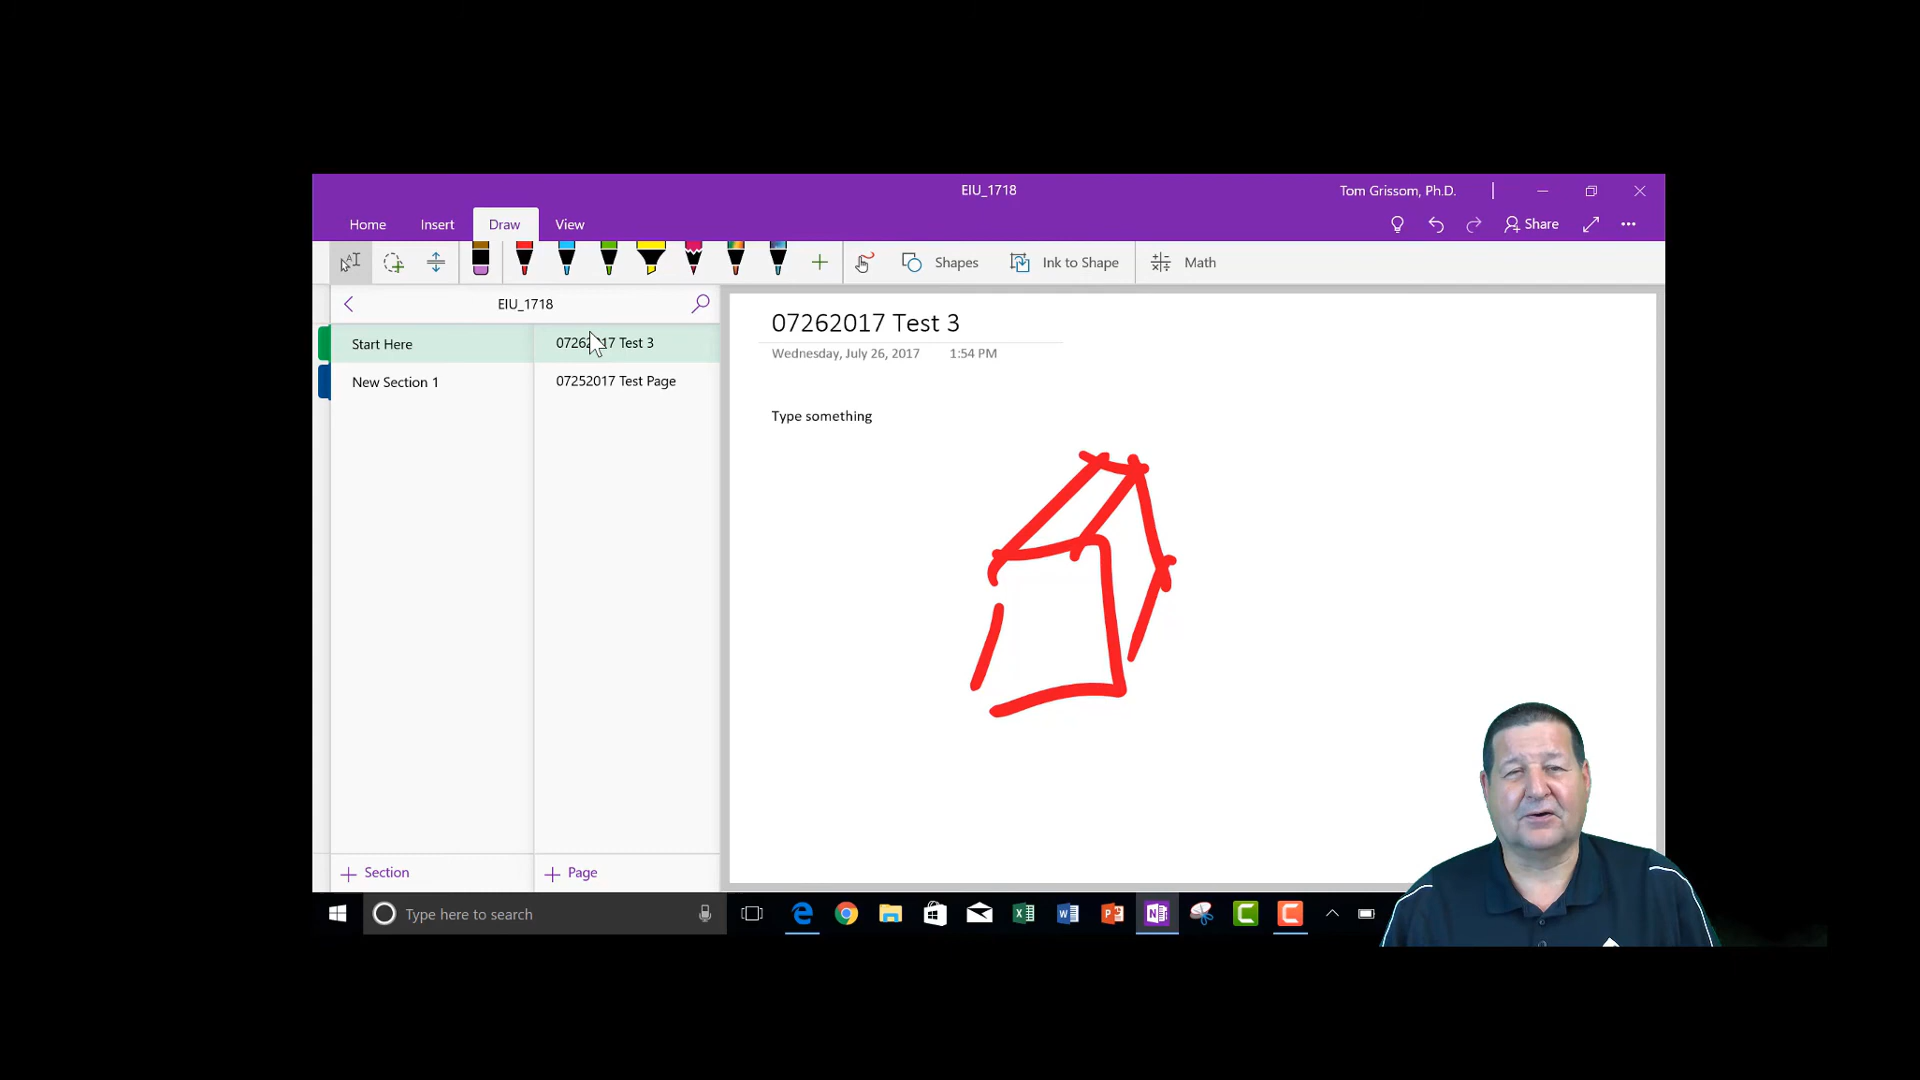 EIU_1718
Tom Grissom, Ph.D.
Home
Insert
Draw
View
Share
Shapes
Ink to Shape
Math
EIU_1718
Start Here
New Section 1
0726 17 Test 3
07252017 Test Page
07262017 Test 3
Wednesday, July 26, 2017
1:54 PM
Type something
Section
Page
Type here to search